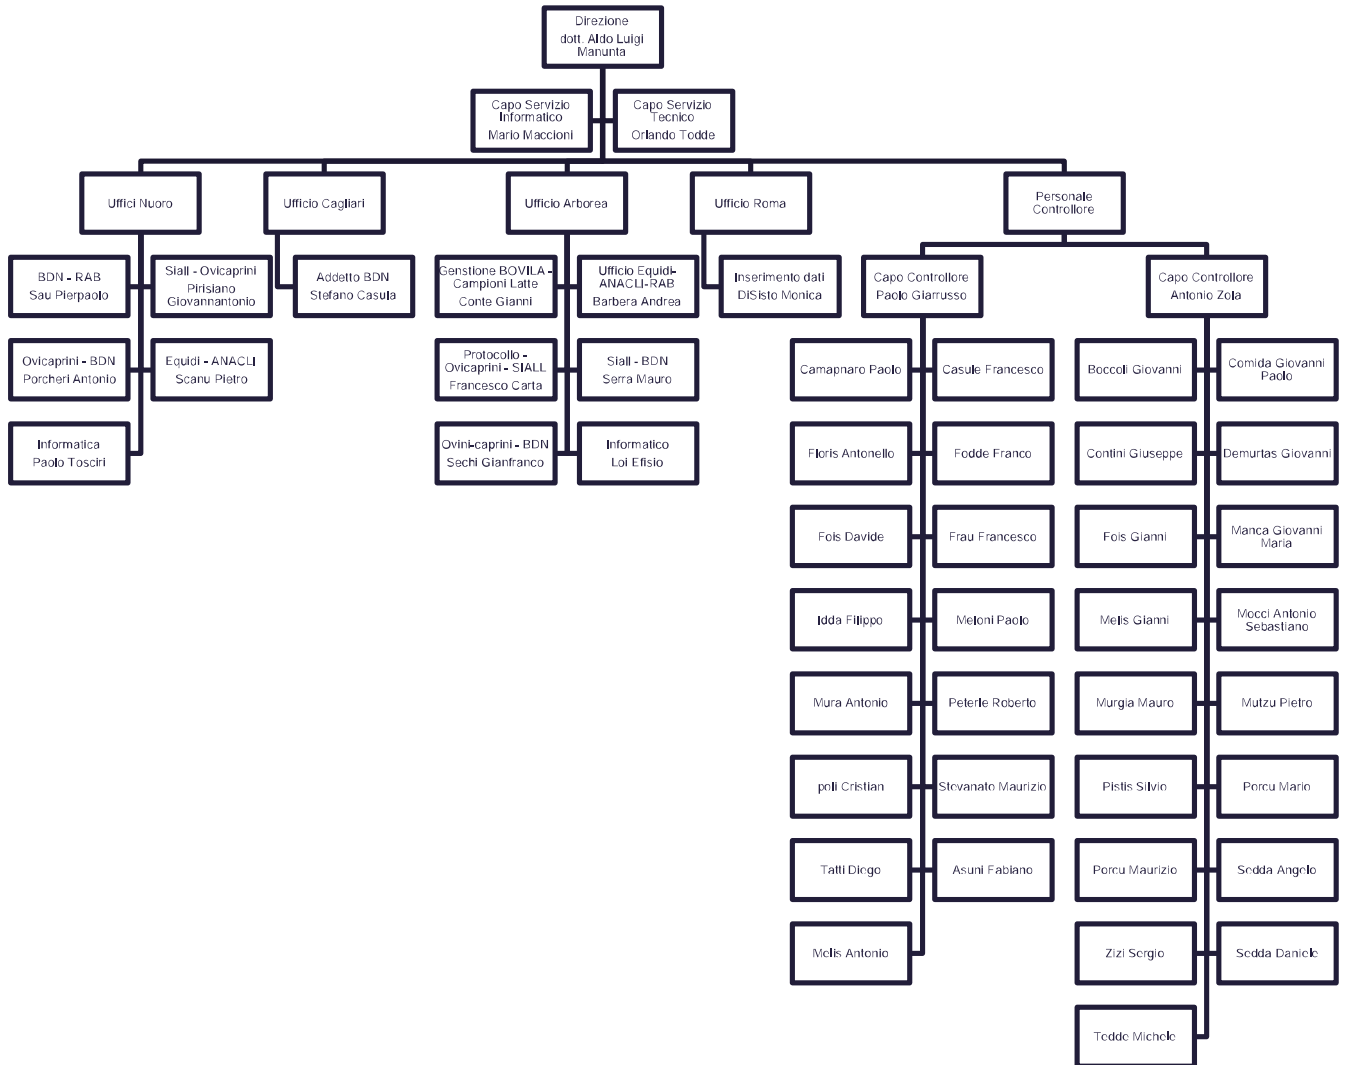 Direzione
dott. Aldo Luigi
Manunta
Capo Servizio
Informatico
Mario Maccioni
Capo Servizio
Tecnico
Orlando Todde
Uffici Nuoro
Ufficio Cagliari
Ufficio Arborea
Ufficio Roma
Personale
Controllore
BDN - RAB
Sau Pierpaolo
Siall - Ovicaprini
Pirisiano
Giovannantonio
Addetto BDN
Stefano Casula
Genstione BOVILA -
Campioni Latte
Conte Gianni
Ufficio Equidi-
ANACLI-RAB
Barbera Andrea
Inserimento dati
DiSisto Monica
Capo Controllore
Paolo Giarrusso
Capo Controllore
Antonio Zola
Ovicaprini - BDN
Porcheri Antonio
Equidi - ANACLI
Scanu Pietro
Protocollo -
Ovicaprini - SIALL
Francesco Carta
Siall - BDN
Serra Mauro
Camapnaro Paolo
Casule Francesco
Boccoli Giovanni
Comida Giovanni
Paolo
Informatica
Paolo Tosciri
Ovini-caprini - BDN
Sechi Gianfranco
Informatico
Loi Efisio
Floris Antonello
Fodde Franco
Contini Giuseppe
Demurtas Giovanni
Fois Davide
Frau Francesco
Fois Gianni
Manca Giovanni
Maria
Idda Filippo
Meloni Paolo
Melis Gianni
Mocci Antonio
Sebastiano
Mura Antonio
Peterle Roberto
Murgia Mauro
Mutzu Pietro
poli Cristian
Stevanato Maurizio
Pistis Silvio
Porcu Mario
Tatti Diego
Asuni Fabiano
Porcu Maurizio
Sedda Angelo
Melis Antonio
Zizi Sergio
Sedda Daniele
Tedde Michele